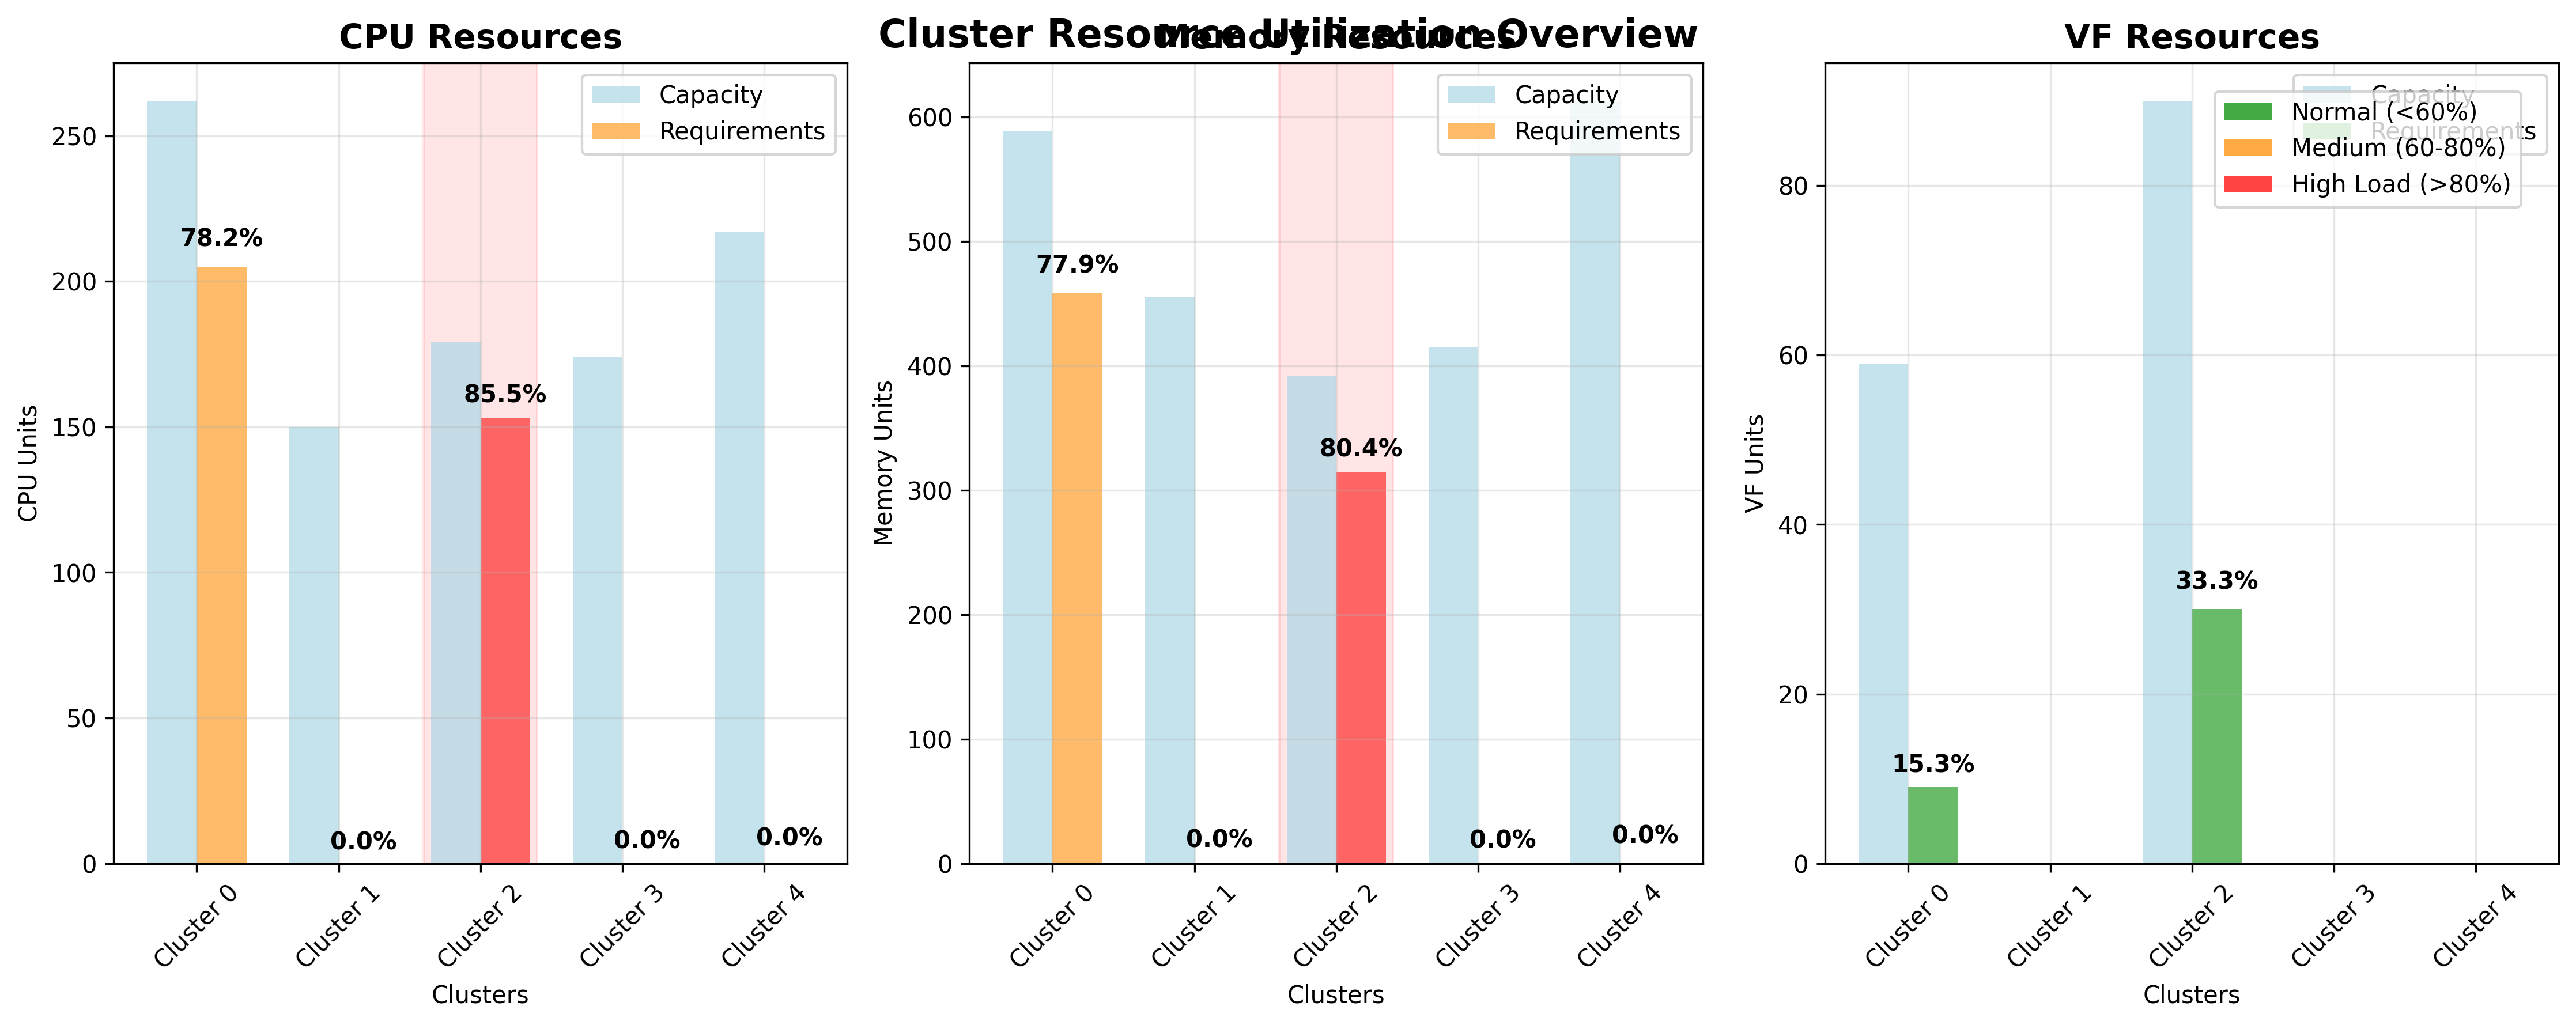 Cluster Resource Utilization Overview
CPU Resources
Capacity
Requirements
CPU Units
250
200
150
100
50
0
78.2%
0.0%
85.5%
0.0%
0.0%
Cluster 0
Cluster 1
Cluster 2
Cluster 3
Cluster 4
Clusters
Memory Resources
Capacity
Requirements
Memory Units
600
500
400
300
200
100
0
77.9%
0.0%
80.4%
0.0%
0.0%
Cluster 0
Cluster 1
Cluster 2
Cluster 3
Cluster 4
Clusters
VF Resources
Capacity
Requirements
Normal (<60%)
Medium (60-80%)
High Load (>80%)
VF Units
80
60
40
20
0
15.3%
33.3%
Cluster 0
Cluster 1
Cluster 2
Cluster 3
Cluster 4
Clusters